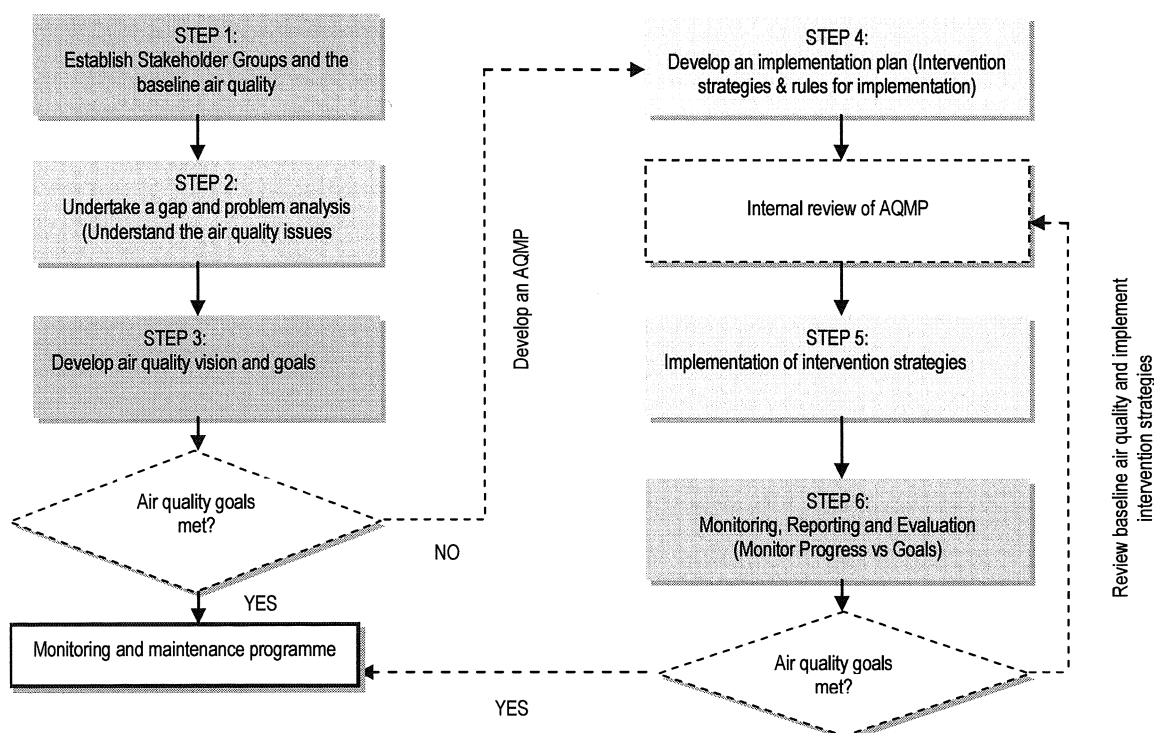 STEP 1:
Establish Stakeholder Groups and the
baseline air quality
STEP 2:
Undertake a gap and problem analysis
(Understand the air quality issues
STEP 3:
Develop air quality vision and goals
Air quality goals
met?
NO
YES
Monitoring and maintenance programme
Develop an AQMP
STEP 4:
Develop an implementation plan (Intervention
strategies & rules for implementation)
Internal review of AQMP
STEP 5:
Implementation of intervention strategies
STEP 6:
Monitoring, Reporting and Evaluation
(Monitor Progress vs Goals)
Air quality goals
met?
YES
Review baseline air quality and implement
intervention strategies